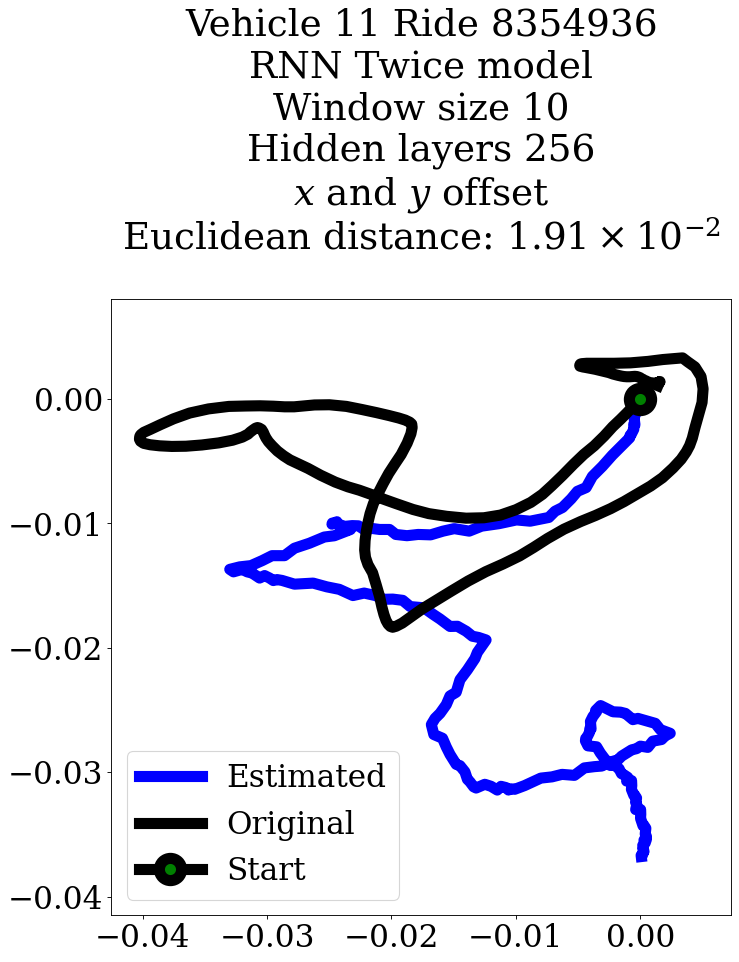 Vehicle 11 Ride 8354936
RNN Twice model
Window size 10
Hidden layers 256
x and y offset
Euclidean distance: 1.91 × 10⁻²
0.00
−0.01
−0.02
−0.03
−0.04
Estimated
Original
Start
−0.04 −0.03 −0.02 −0.01 0.00